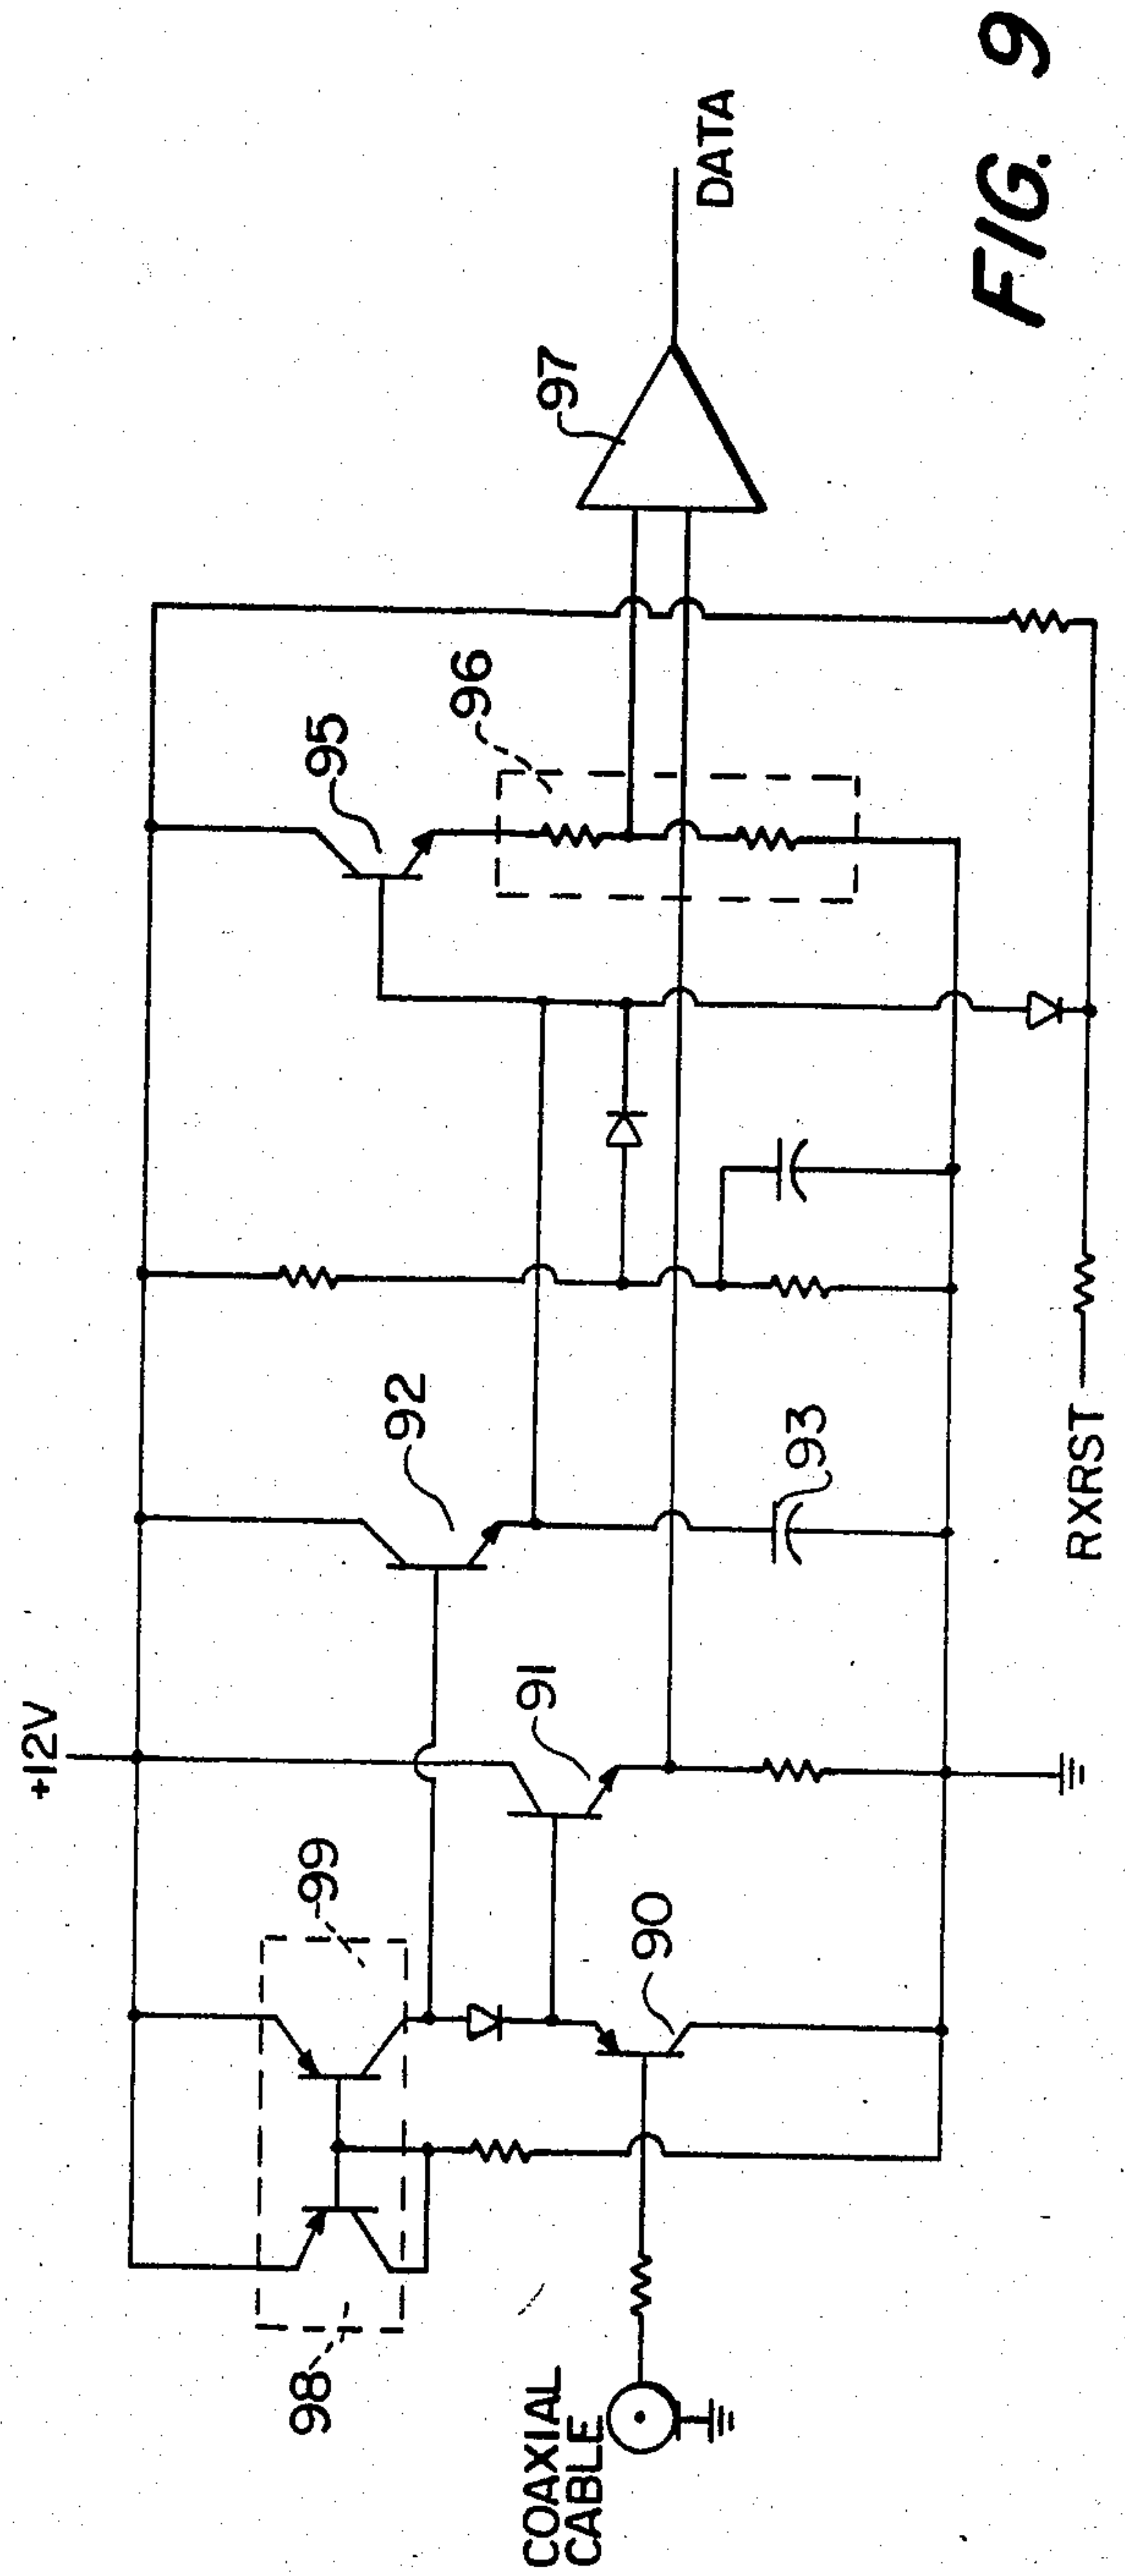 +12V
98
99
COAXIAL
CABLE
90
91
92
93
95
96
97
DATA
RXRST
FIG. 9